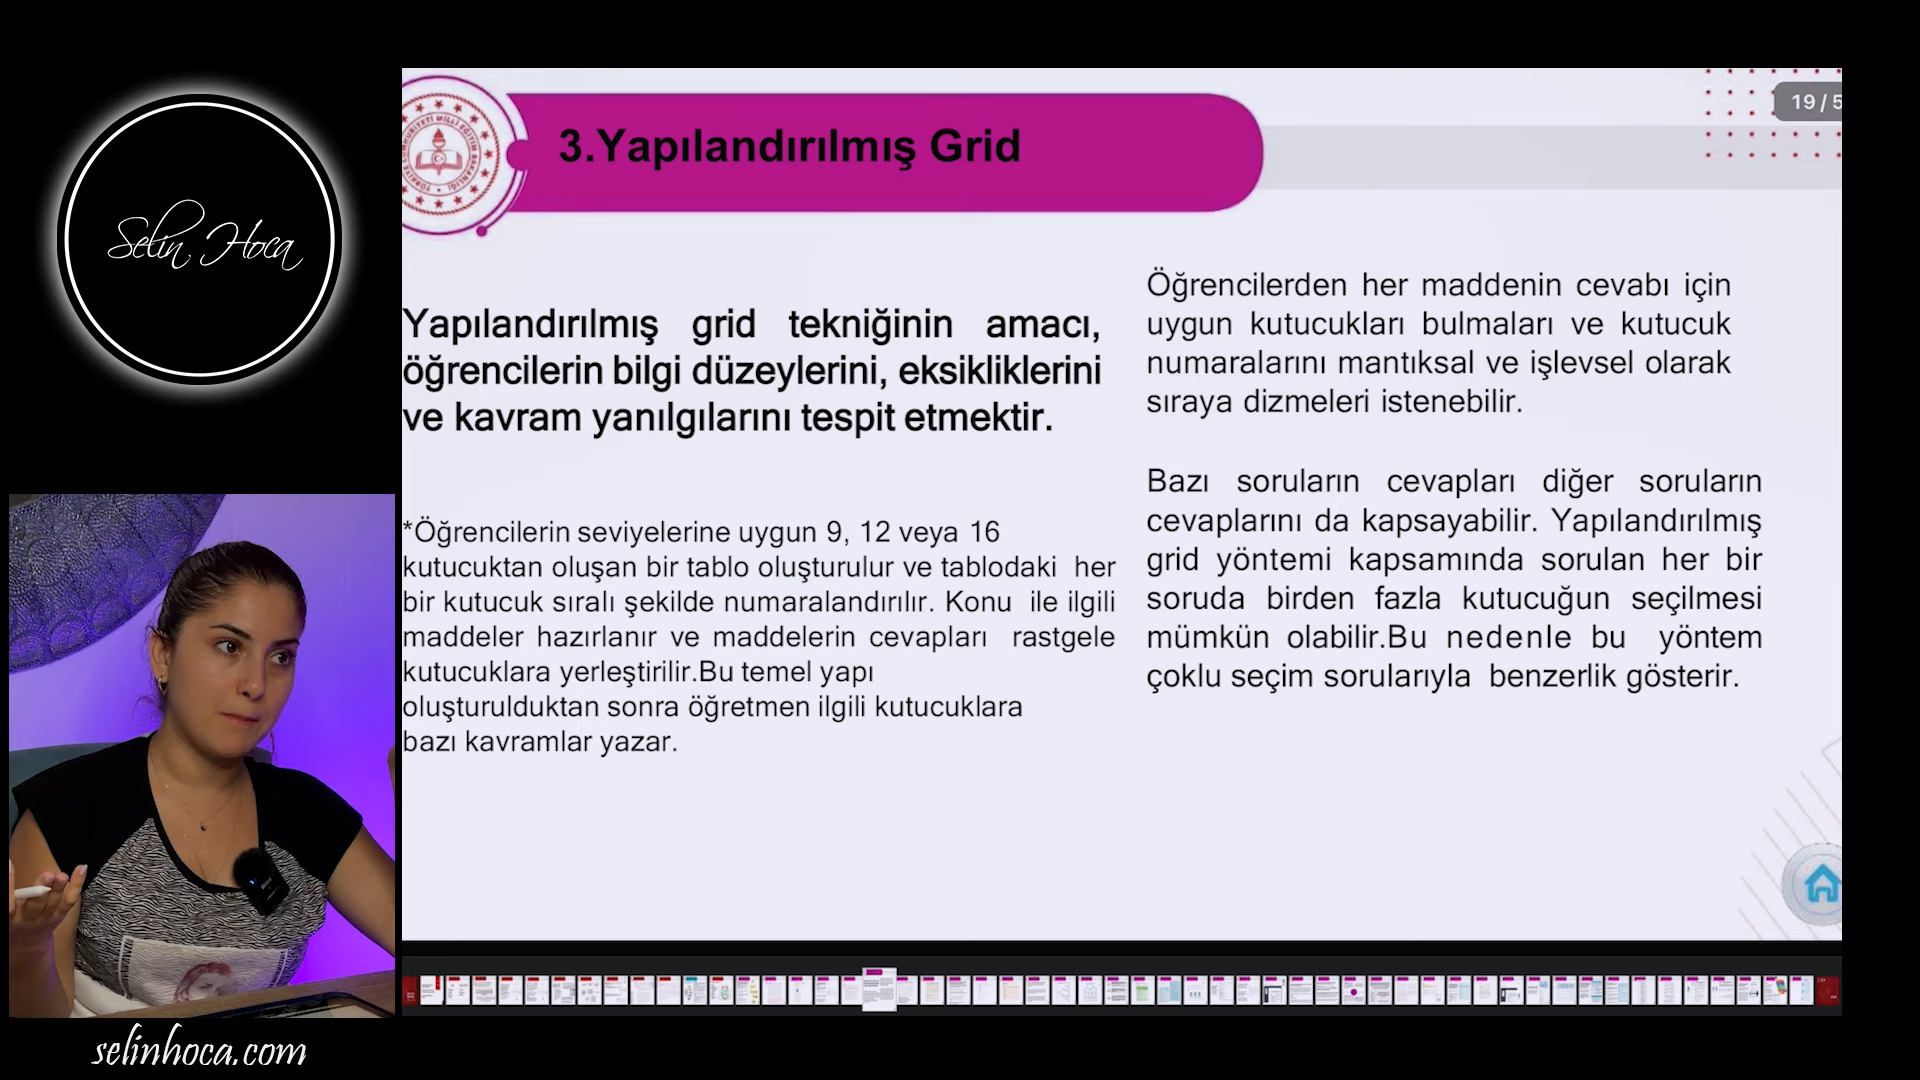 Selin Hoca
3.Yapılandırılmış Grid
19 / 5
Yapılandırılmış grid tekniğinin amacı,
öğrencilerin bilgi düzeylerini, eksikliklerini
ve kavram yanılgılarını tespit etmektir.
*Öğrencilerin seviyelerine uygun 9, 12 veya 16
kutucuktan oluşan bir tablo oluşturulur ve tablodaki her
bir kutucuk sıralı şekilde numaralandırılır. Konu ile ilgili
maddeler hazırlanır ve maddelerin cevapları rastgele
kutucuklara yerleştirilir.Bu temel yapı
oluşturulduktan sonra öğretmen ilgili kutucuklara
bazı kavramlar yazar.
Öğrencilerden her maddenin cevabı için
uygun kutucukları bulmaları ve kutucuk
numaralarını mantıksal ve işlevsel olarak
sıraya dizmeleri istenebilir.
Bazı soruların cevapları diğer soruların
cevaplarını da kapsayabilir. Yapılandırılmış
grid yöntemi kapsamında sorulan her bir
soruda birden fazla kutucuğun seçilmesi
mümkün olabilir.Bu nedenle bu yöntem
çoklu seçim sorularıyla benzerlik gösterir.
selinhoca.com